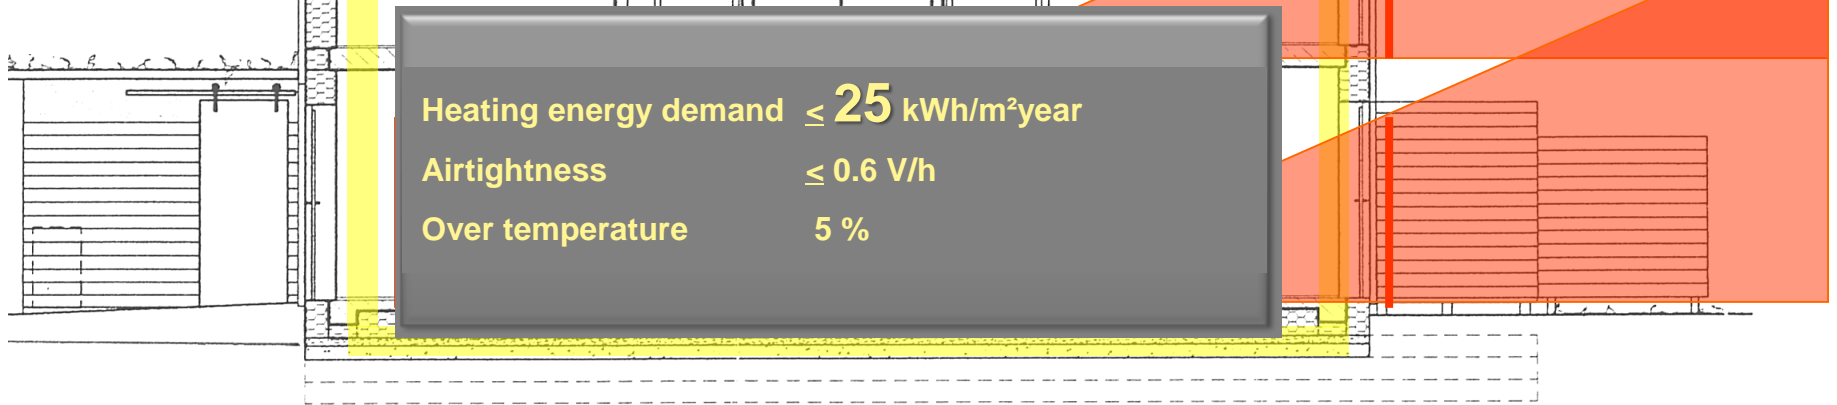 Heating energy demand ≤ 25 kWh/m²year
Airtightness ≤ 0.6 V/h
Over temperature 5 %